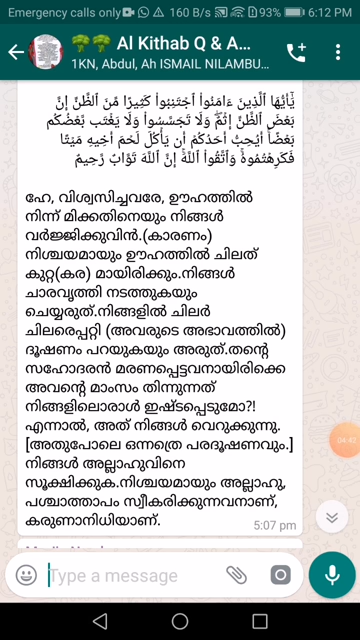 Emergency calls only 160 B/s 93% 6:12 PM
Al Kithab Q & A...
1KN, Abdul, Ah ISMAIL NILAMBU...
يَٰٓأَيُّهَا ٱلَّذِينَ ءَامَنُوا۟ ٱجْتَنِبُوا۟ كَثِيرًا مِّنَ ٱلظَّنِّ إِنَّ
بَعْضَ ٱلظَّنِّ إِثْمٌ ۖ وَلَا تَجَسَّسُوا۟ وَلَا يَغْتَب بَّعْضُكُم
بَعْضًا ۚ أَيُحِبُّ أَحَدُكُمْ أَن يَأْكُلَ لَحْمَ أَخِيهِ مَيْتًا
فَكَرِهْتُمُوهُ ۚ وَٱتَّقُوا۟ ٱللَّهَ ۚ إِنَّ ٱللَّهَ تَوَّابٌ رَّحِيمٌ
ഹേ, വിശ്വസിച്ചവരേ, ഊഹത്തിൽ
നിന്ന് മിക്കതിനെയും നിങ്ങൾ
വർജ്ജിക്കുവിൻ.(കാരണം)
നിശ്ചയമായും ഊഹത്തിൽ ചിലത്
കുറ്റ(കര) മായിരിക്കും.നിങ്ങൾ
ചാരവൃത്തി നടത്തുകയും
ചെയ്യരുത്.നിങ്ങളിൽ ചിലർ
ചിലരെപ്പറ്റി (അവരുടെ അഭാവത്തിൽ)
ദൂഷണം പറയുകയും അരുത്.തന്റെ
സഹോദരൻ മരണപ്പെട്ടവനായിരിക്കെ
അവന്റെ മാംസം തിന്നുന്നത്
നിങ്ങളിലൊരാൾ ഇഷ്ടപ്പെടുമോ?!
എന്നാൽ, അത് നിങ്ങൾ വെറുക്കുന്നു.
[അതുപോലെ ഒന്നത്രെ പരദൂഷണവും.]
നിങ്ങൾ അല്ലാഹുവിനെ
സൂക്ഷിക്കുക.നിശ്ചയമായും അല്ലാഹു,
പശ്ചാത്താപം സ്വീകരിക്കുന്നവനാണ്,
കരുണാനിധിയാണ്.
5:07 pm
04:42
Type a message